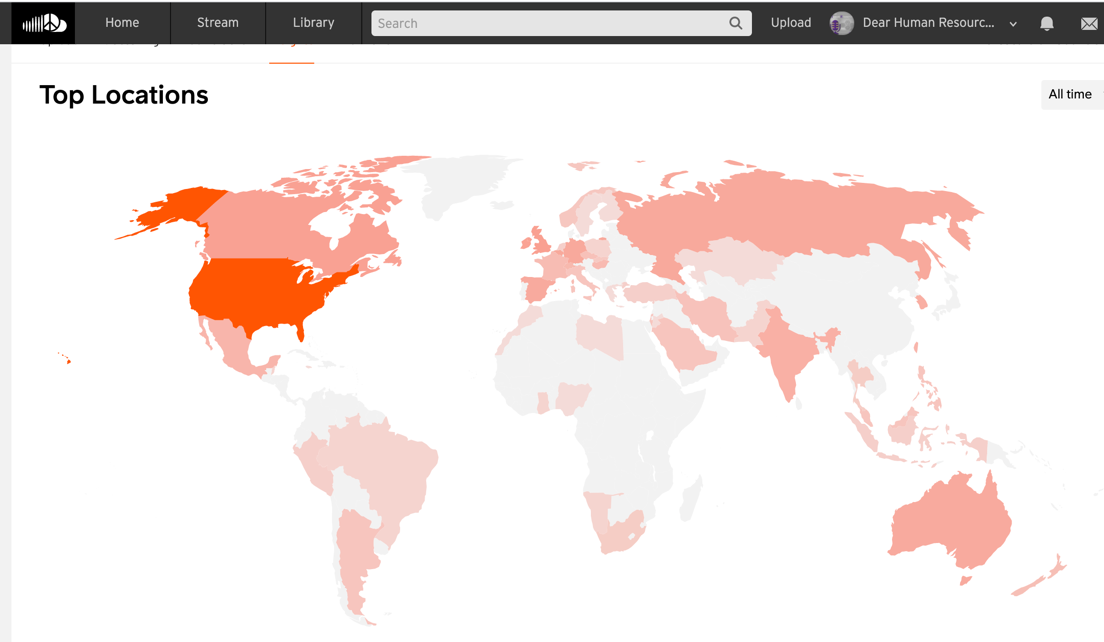 Home
Stream
Library
Search
Upload
Dear Human Resourc...
Top Locations
All time